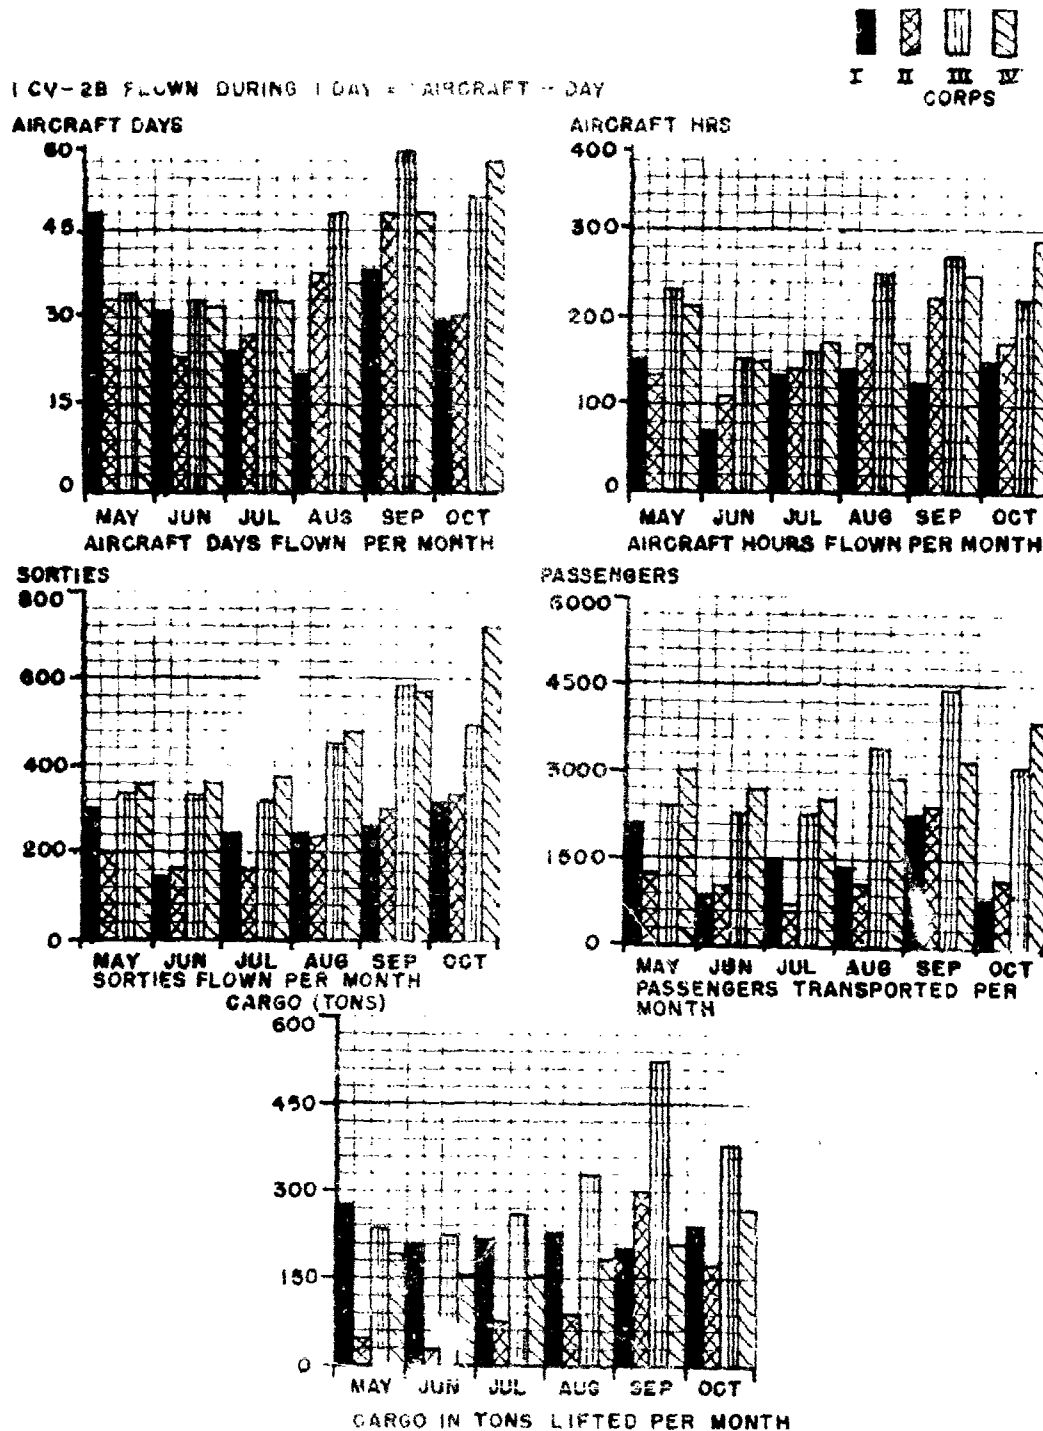 I II III IV
CORPS
1 CV-2B FLOWN DURING 1 DAY = AIRCRAFT - DAY
AIRCRAFT DAYS
60
45
30
15
0
MAY JUN JUL AUG SEP OCT
AIRCRAFT DAYS FLOWN PER MONTH
AIRCRAFT HRS
400
300
200
100
0
MAY JUN JUL AUG SEP OCT
AIRCRAFT HOURS FLOWN PER MONTH
SORTIES
800
600
400
200
0
MAY JUN JUL AUG SEP OCT
SORTIES FLOWN PER MONTH
PASSENGERS
6000
4500
3000
1500
0
MAY JUN JUL AUG SEP OCT
PASSENGERS TRANSPORTED PER
MONTH
CARGO (TONS)
600
450
300
150
0
MAY JUN JUL AUG SEP OCT
CARGO IN TONS LIFTED PER MONTH